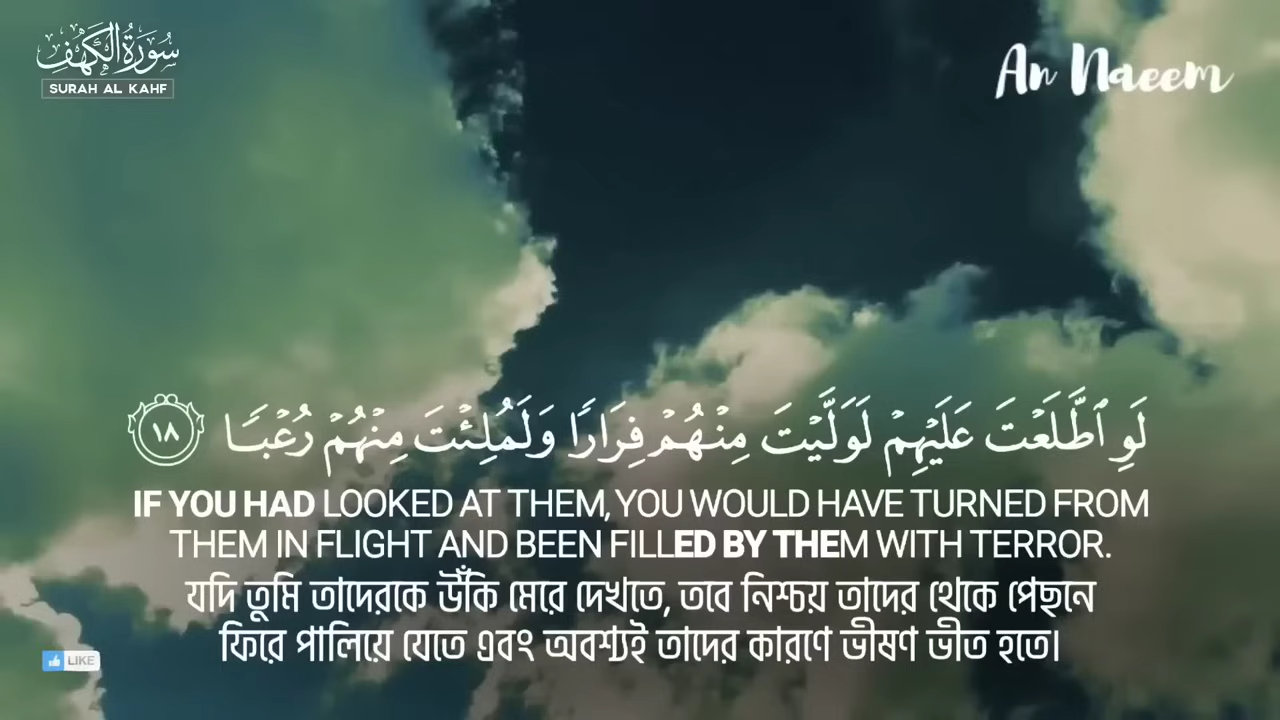 سُورَةُ الكَهْفِ
SURAH AL KAHF
An Naeem
لَوِ ٱطَّلَعْتَ عَلَيْهِمْ لَوَلَّيْتَ مِنْهُمْ فِرَارًا وَلَمُلِئْتَ مِنْهُمْ رُعْبًا ١٨
IF YOU HAD LOOKED AT THEM, YOU WOULD HAVE TURNED FROM
THEM IN FLIGHT AND BEEN FILLED BY THEM WITH TERROR.
যদি তুমি তাদেরকে উঁকি মেরে দেখতে, তবে নিশ্চয় তাদের থেকে পেছনে
ফিরে পালিয়ে যেতে এবং অবশ্যই তাদের কারণে ভীষণ ভীত হতে।
LIKE